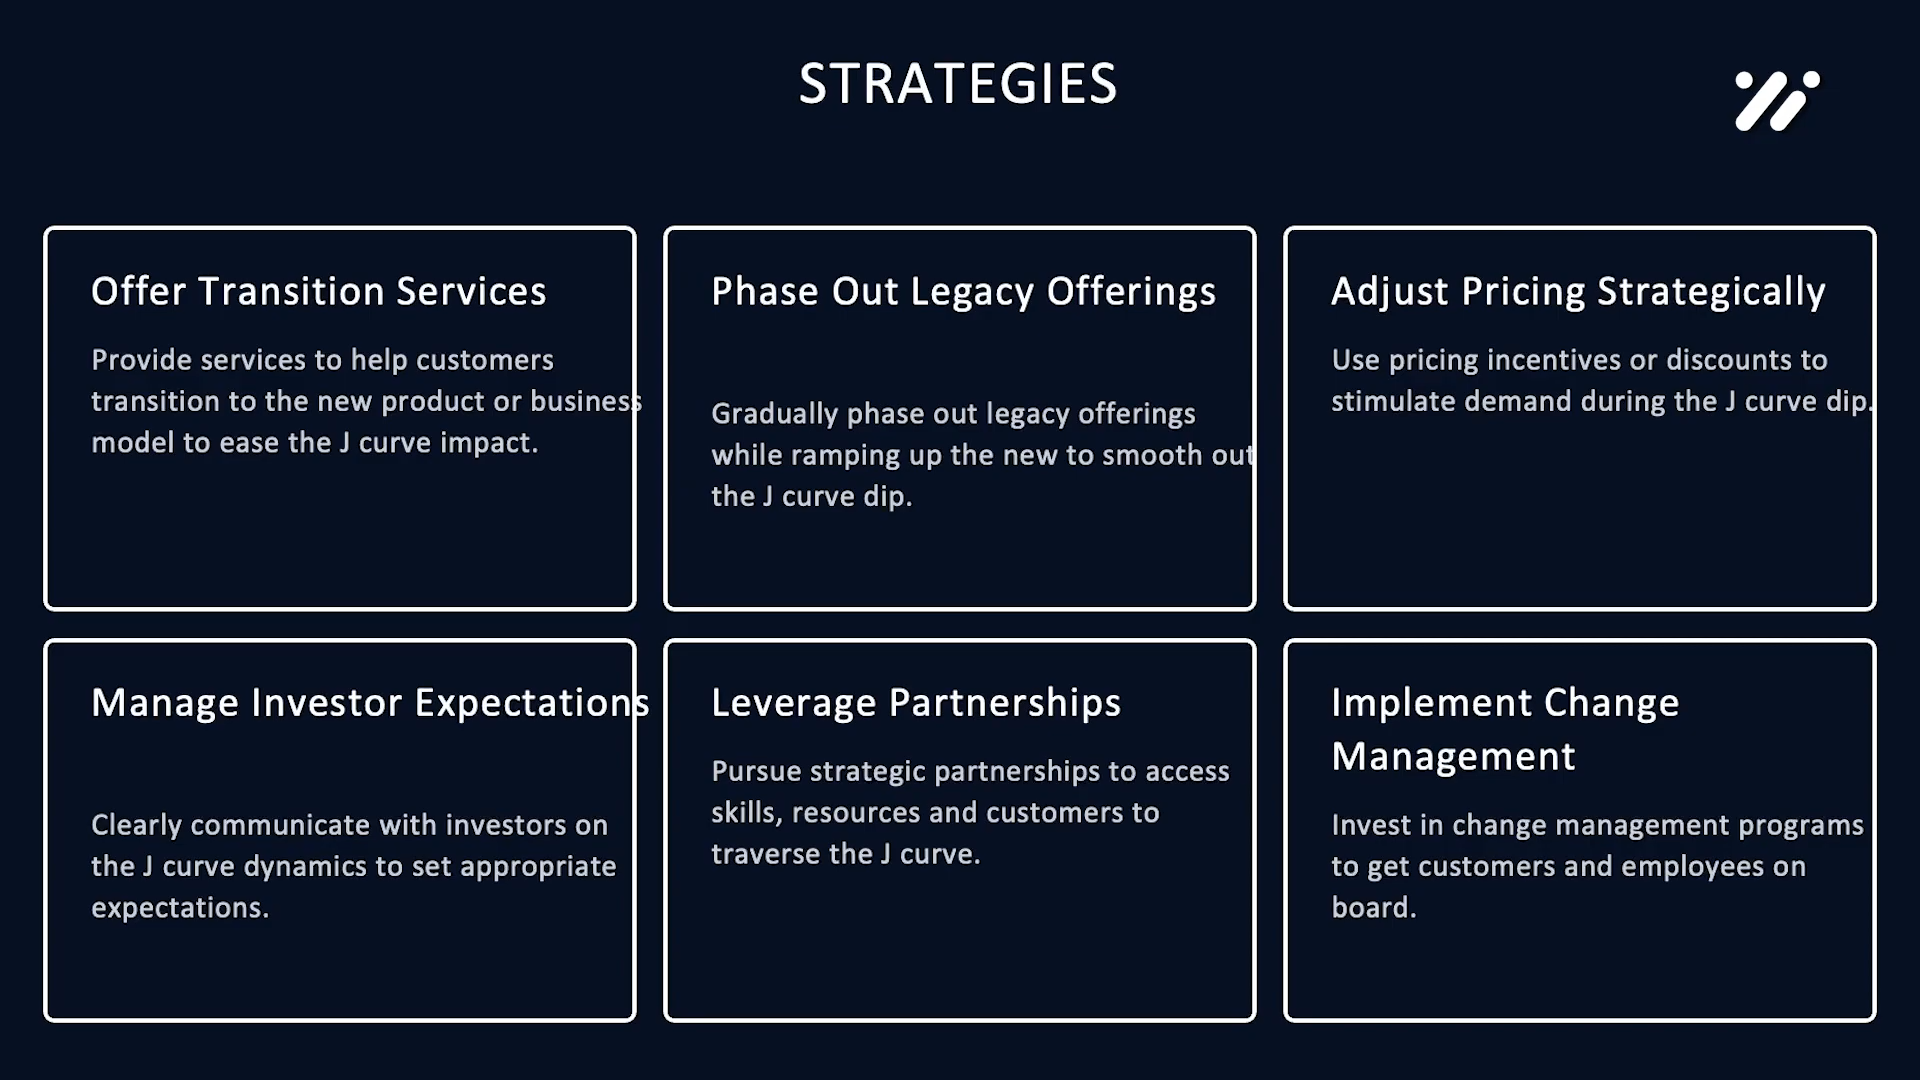 STRATEGIES
Offer Transition Services
Provide services to help customers
transition to the new product or business
model to ease the J curve impact.
Phase Out Legacy Offerings
Gradually phase out legacy offerings
while ramping up the new to smooth out
the J curve dip.
Adjust Pricing Strategically
Use pricing incentives or discounts to
stimulate demand during the J curve dip.
Manage Investor Expectations
Clearly communicate with investors on
the J curve dynamics to set appropriate
expectations.
Leverage Partnerships
Pursue strategic partnerships to access
skills, resources and customers to
traverse the J curve.
Implement Change
Management
Invest in change management programs
to get customers and employees on
board.